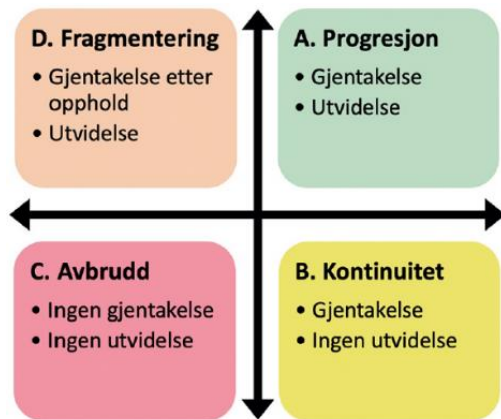 D. Fragmentering
• Gjentakelse etter
opphold
• Utvidelse
A. Progresjon
• Gjentakelse
• Utvidelse
C. Avbrudd
• Ingen gjentakelse
• Ingen utvidelse
B. Kontinuitet
• Gjentakelse
• Ingen utvidelse